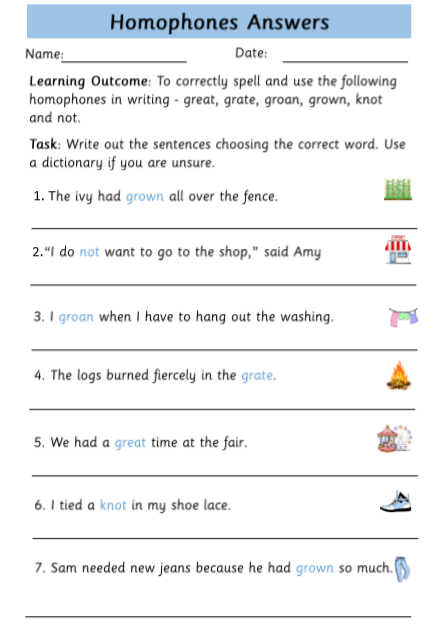 Homophones Answers
Name: Date:
Learning Outcome: To correctly spell and use the following
homophones in writing - great, grate, groan, grown, knot
and not.
Task: Write out the sentences choosing the correct word. Use
a dictionary if you are unsure.
1. The ivy had grown all over the fence.
2.“I do not want to go to the shop,” said Amy
3. I groan when I have to hang out the washing.
4. The logs burned fiercely in the grate.
5. We had a great time at the fair.
6. I tied a knot in my shoe lace.
7. Sam needed new jeans because he had grown so much.